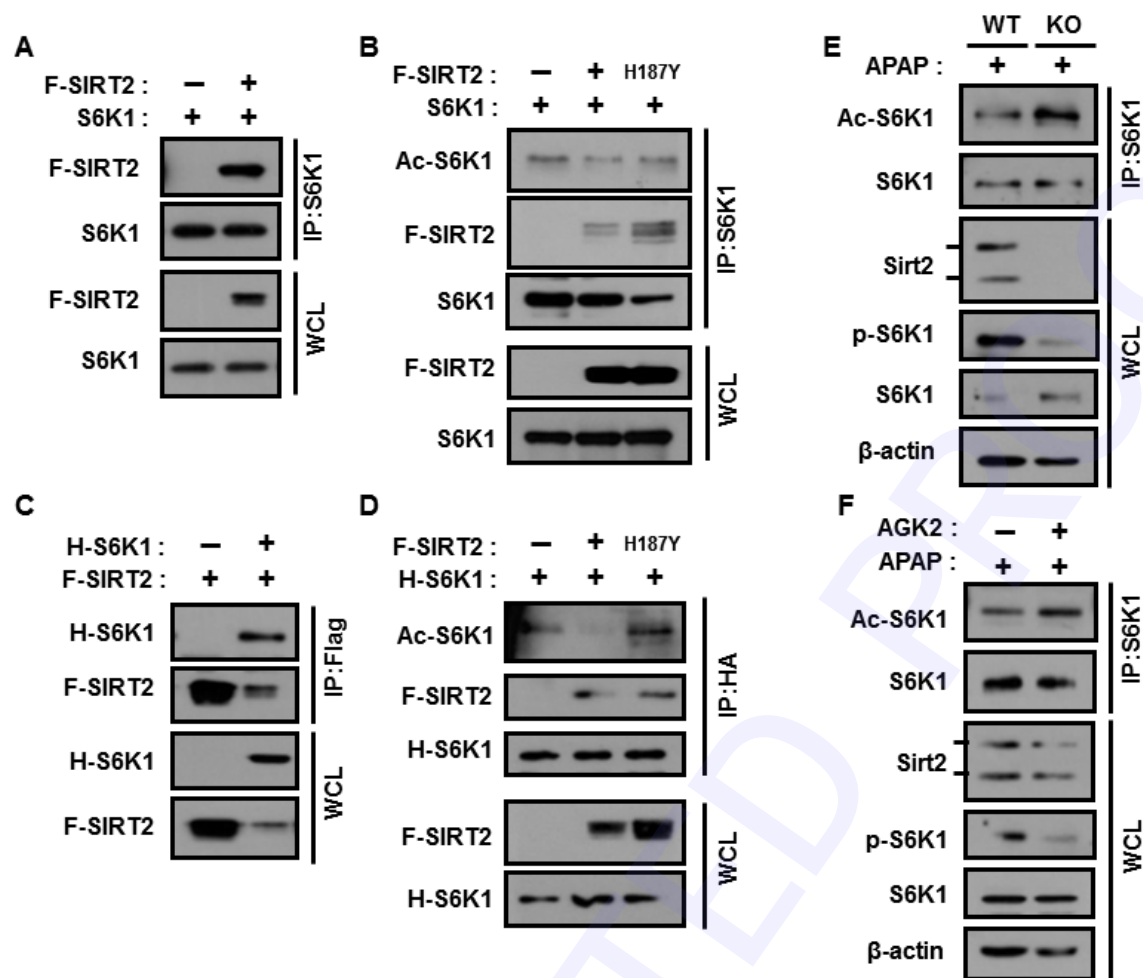 A
F-SIRT2 : – +
S6K1 : + +
F-SIRT2
S6K1
IP:S6K1
F-SIRT2
S6K1
WCL
B
F-SIRT2 : – + H187Y
S6K1 : + + +
Ac-S6K1
F-SIRT2
S6K1
IP:S6K1
F-SIRT2
S6K1
WCL
C
H-S6K1 : – +
F-SIRT2 : + +
H-S6K1
F-SIRT2
IP:Flag
H-S6K1
F-SIRT2
WCL
D
F-SIRT2 : – + H187Y
H-S6K1 : + + +
Ac-S6K1
F-SIRT2
H-S6K1
IP:HA
F-SIRT2
H-S6K1
WCL
E
WT KO
APAP : + +
Ac-S6K1
S6K1
IP:S6K1
Sirt2
p-S6K1
S6K1
β-actin
WCL
F
AGK2 : – +
APAP : + +
Ac-S6K1
S6K1
IP:S6K1
Sirt2
p-S6K1
S6K1
β-actin
WCL